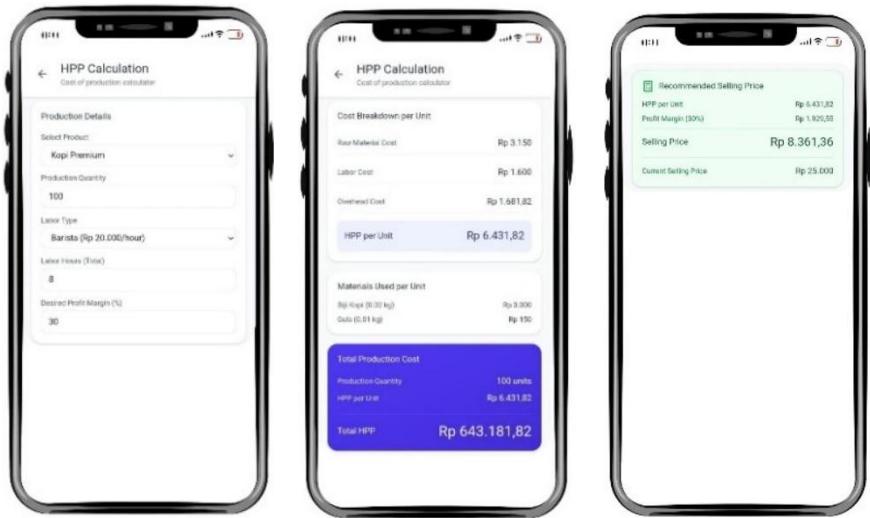 HPP Calculation
Cost of production calculator
Production Details
Select Product
Kopi Premium
Production Quantity
100
Labor Type
Barista (Rp 20.000/hour)
Labor Hours (Total)
8
Desired Profit Margin (%)
30
HPP Calculation
Cost of production calculator
Cost Breakdown per Unit
Raw Material Cost Rp 3.150
Labor Cost Rp 1.600
Overhead Cost Rp 1.681,82
HPP per Unit Rp 6.431,82
Materials Used per Unit
Biji Kopi (0.02 kg) Rp 3.000
Gula (0.01 kg) Rp 150
Total Production Cost
Production Quantity 100 units
HPP per Unit Rp 6.431,82
Total HPP Rp 643.181,82
Recommended Selling Price
HPP per Unit Rp 6.431,82
Profit Margin (30%) Rp 1.929,55
Selling Price Rp 8.361,36
Current Selling Price Rp 25.000